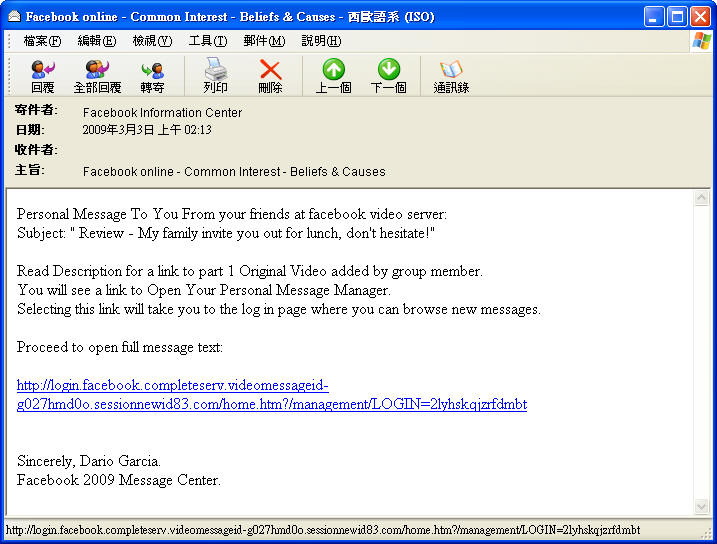 Facebook online - Common Interest - Beliefs & Causes - 西歐語系 (ISO)
檔案(F) 編輯(E) 檢視(V) 工具(T) 郵件(M) 說明(H)
回覆 全部回覆 轉寄 列印 刪除 上一個 下一個 通訊錄
寄件者: Facebook Information Center
日期: 2009年3月3日 上午 02:13
收件者:
主旨: Facebook online - Common Interest - Beliefs & Causes
Personal Message To You From your friends at facebook video server:
Subject: " Review - My family invite you out for lunch, don't hesitate!"
Read Description for a link to part 1 Original Video added by group member.
You will see a link to Open Your Personal Message Manager.
Selecting this link will take you to the log in page where you can browse new messages.
Proceed to open full message text:
http://login.facebook.completeserv.videomessageid-
g027hmd0o.sessionnewid83.com/home.htm?/management/LOGIN=2lyhskqjzrfdmbt
Sincerely, Dario Garcia.
Facebook 2009 Message Center.
http://login.facebook.completeserv.videomessageid-g027hmd0o.sessionnewid83.com/home.htm?/management/LOGIN=2lyhskqjzrfdmbt